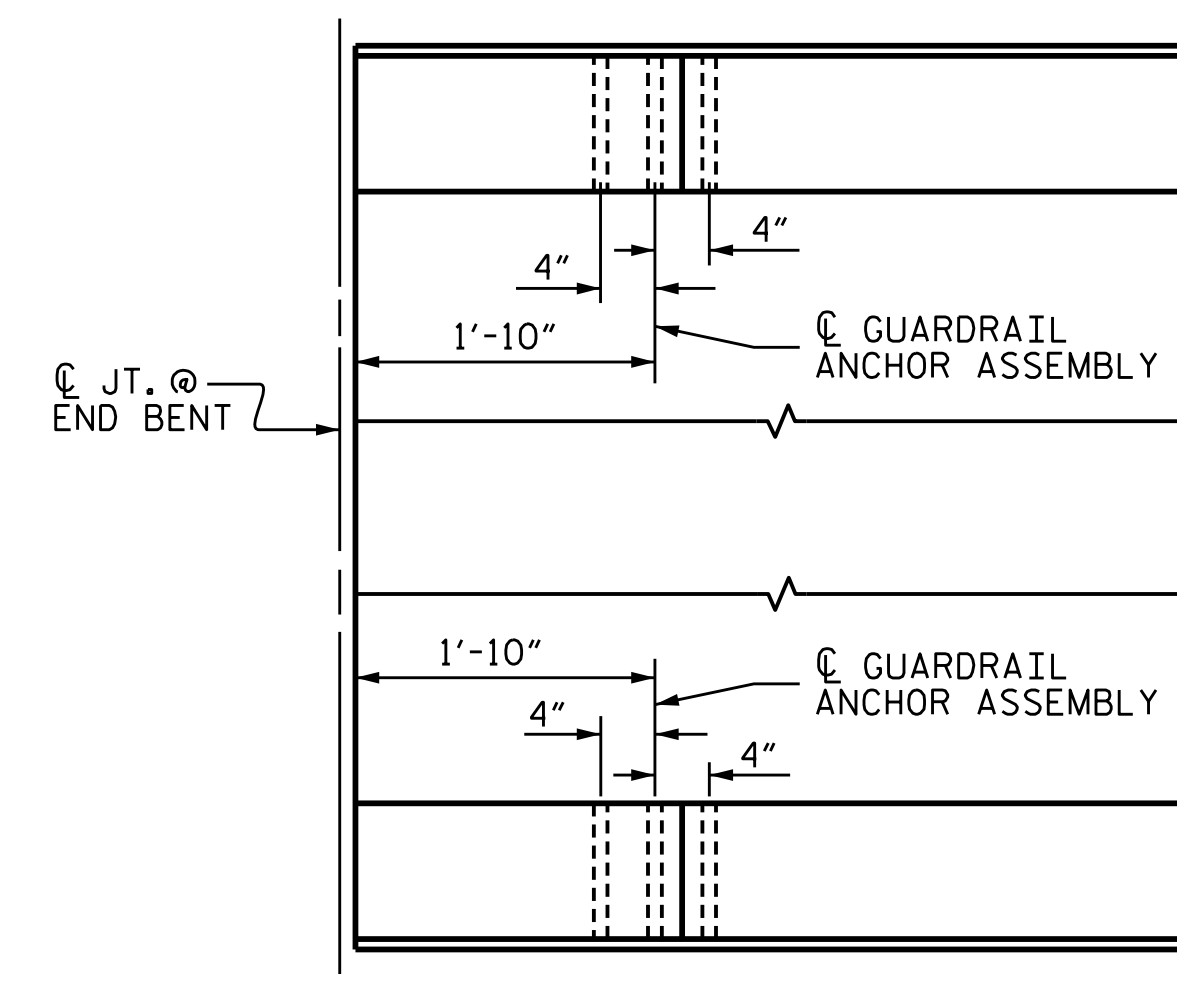 4″
4″
1′-10″
℄ GUARDRAIL
ANCHOR ASSEMBLY
℄ JT. @
END BENT
1′-10″
℄ GUARDRAIL
ANCHOR ASSEMBLY
4″
4″